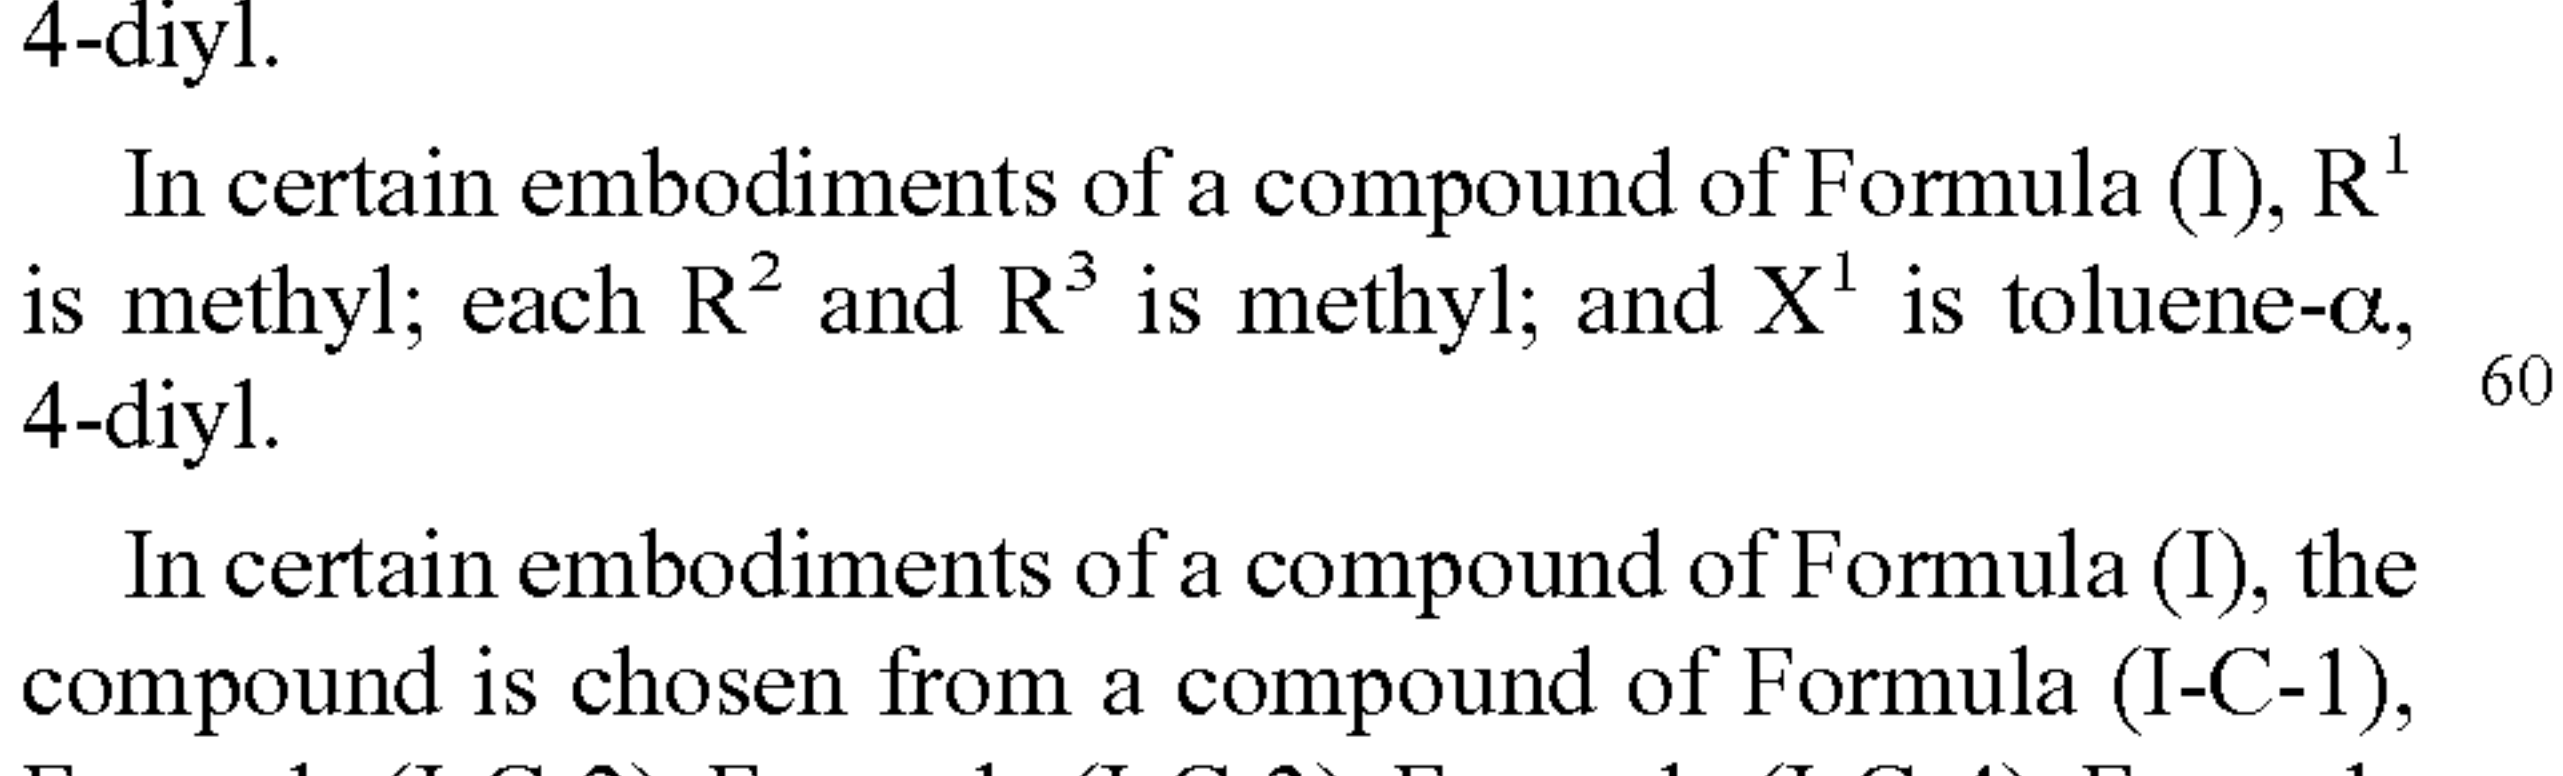 4-diyl.
In certain embodiments of a compound of Formula (I), R¹
is methyl; each R² and R³ is methyl; and X¹ is toluene-α,
4-diyl.
60
In certain embodiments of a compound of Formula (I), the
compound is chosen from a compound of Formula (I-C-1),